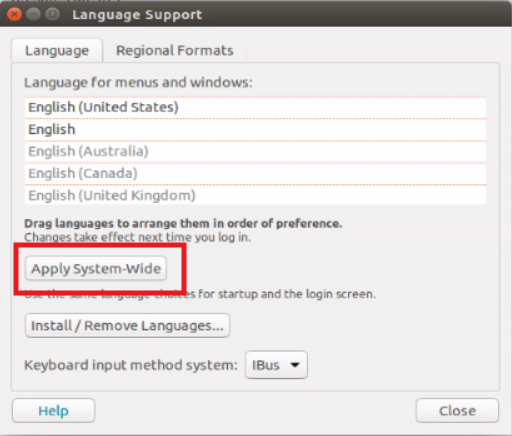 Language Support
Language Regional Formats
Language for menus and windows:
English (United States)
English
English (Australia)
English (Canada)
English (United Kingdom)
Drag languages to arrange them in order of preference.
Changes take effect next time you log in.
Apply System-Wide
Use the same language choices for startup and the login screen.
Install / Remove Languages...
Keyboard input method system: IBus
Help Close